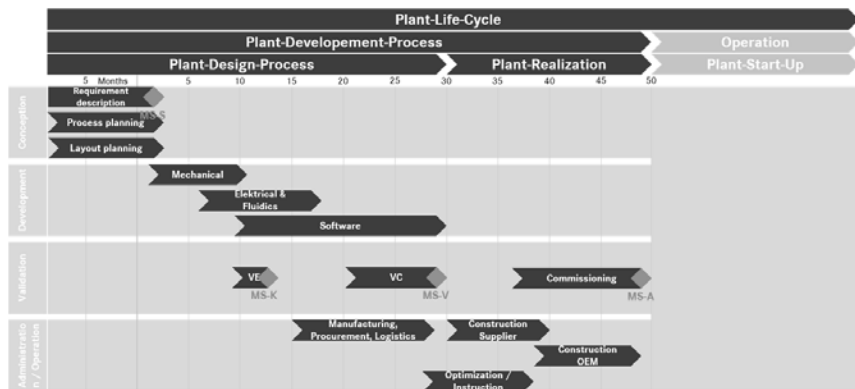 Plant-Life-Cycle
Plant-Developement-Process
Operation
Plant-Design-Process
Plant-Realization
Plant-Start-Up
5 Months 10 15 20 25 30 35 40 45 50
Conception
Requirement
description
MS-S
Process planning
Layout planning
Development
Mechanical
Elektrical &
Fluidics
Software
Validation
VE
MS-K
VC
MS-V
Commissioning
MS-A
Administratio
n / Operation
Manufacturing,
Procurement, Logistics
Construction
Supplier
Construction
OEM
Optimization /
Instruction